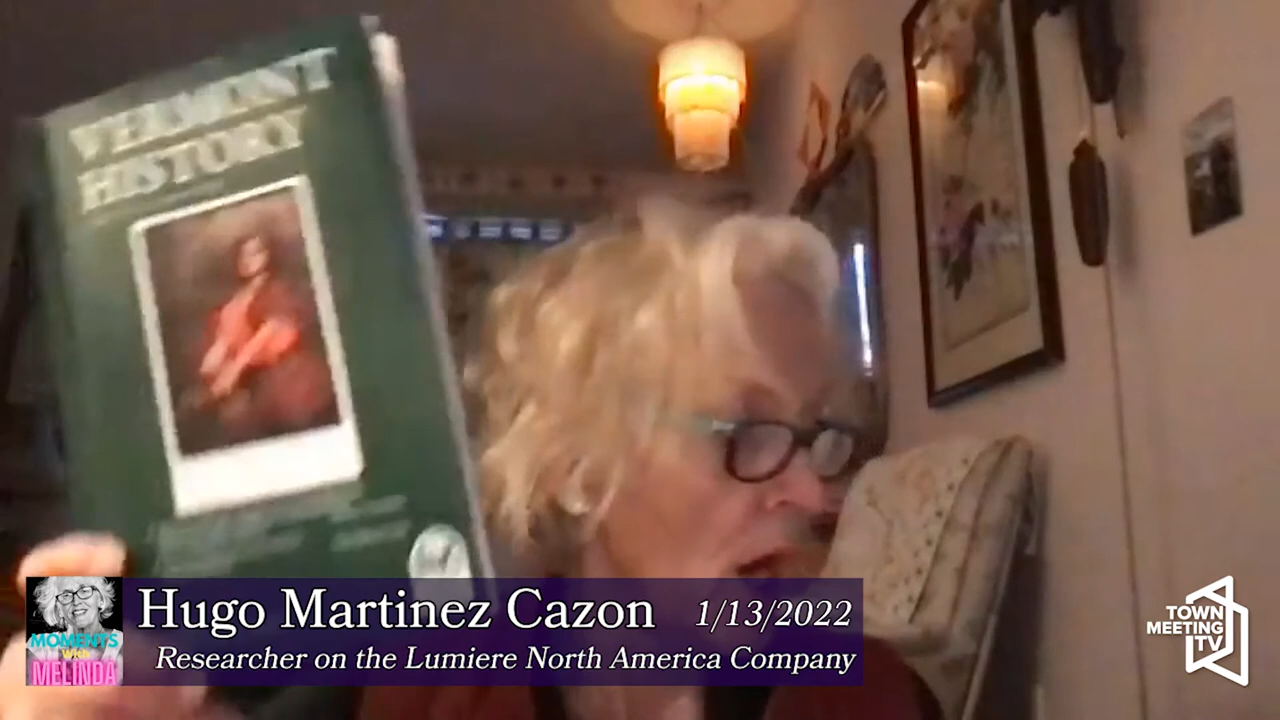 VERMONT
HISTORY
Hugo Martinez Cazon 1/13/2022
Researcher on the Lumiere North America Company
MOMENTS
with
MELINDA
TOWN
MEETING
TV